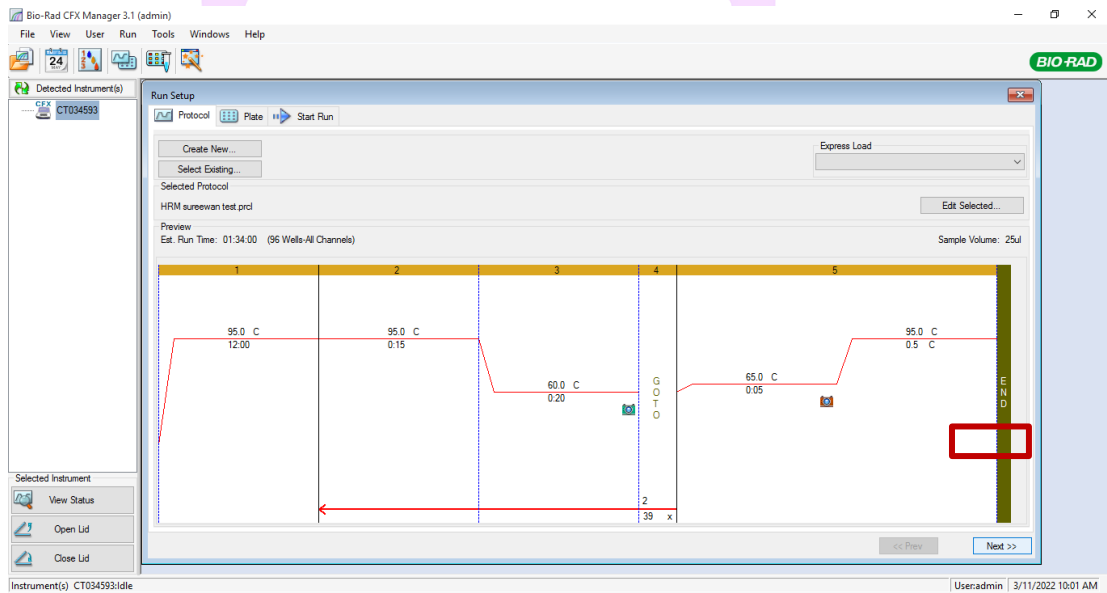 Bio-Rad CFX Manager 3.1 (admin)
File View User Run Tools Windows Help
24
BIO-RAD
Detected Instrument(s)
CFX
CT034593
Run Setup
Protocol Plate Start Run
Create New...
Express Load
Select Existing...
Selected Protocol
HRM sureewan test.prcl
Edit Selected...
Preview
Est. Run Time: 01:34:00 (96 Wells-All Channels) Sample Volume: 25ul
1 2 3 4 5
95.0 C 95.0 C 95.0 C
12:00 0:15 0.5 C
60.0 C 65.0 C
0:20 0:05
GOTO
END
2
39 x
Selected Instrument
View Status
Open Lid
Close Lid
<< Prev Next >>
Instrument(s) CT034593:Idle User:admin 3/11/2022 10:01 AM